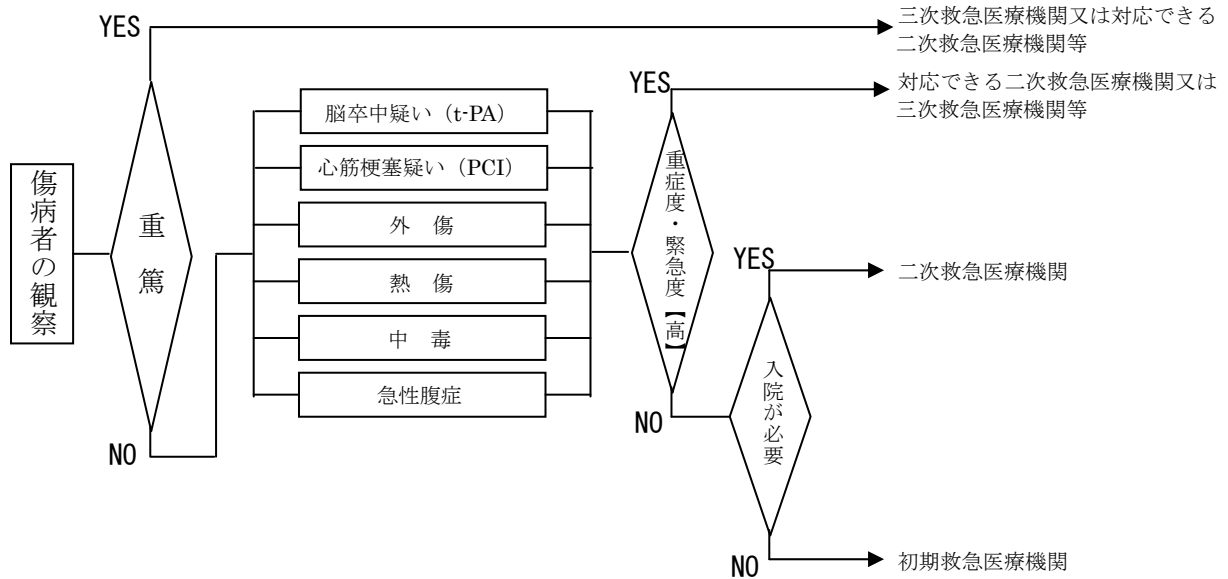 傷病者の観察
重篤
YES
三次救急医療機関又は対応できる
二次救急医療機関等
NO
脳卒中疑い（t-PA）
心筋梗塞疑い（PCI）
外　傷
熱　傷
中　毒
急性腹症
重症度・緊急度【高】
YES
対応できる二次救急医療機関又は
三次救急医療機関等
NO
入院が必要
YES
二次救急医療機関
NO
初期救急医療機関